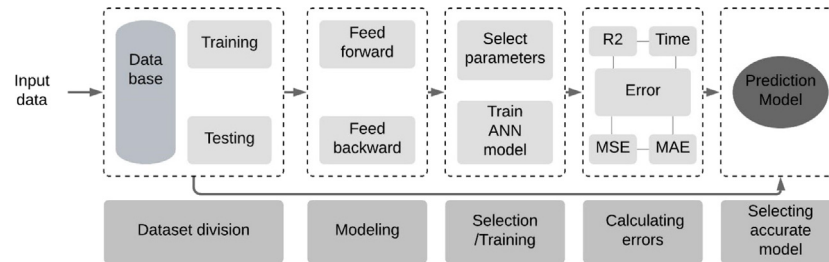 Input
data
Data
base
Training
Testing
Feed
forward
Feed
backward
Select
parameters
Train
ANN
model
R2
Time
Error
MSE
MAE
Prediction
Model
Dataset division
Modeling
Selection
/Training
Calculating
errors
Selecting
accurate
model